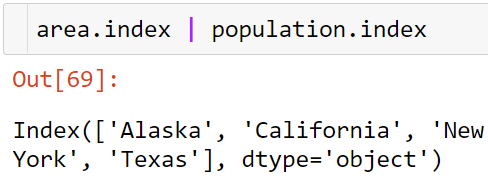 area.index | population.index
Out[69]:
Index(['Alaska', 'California', 'New
York', 'Texas'], dtype='object')